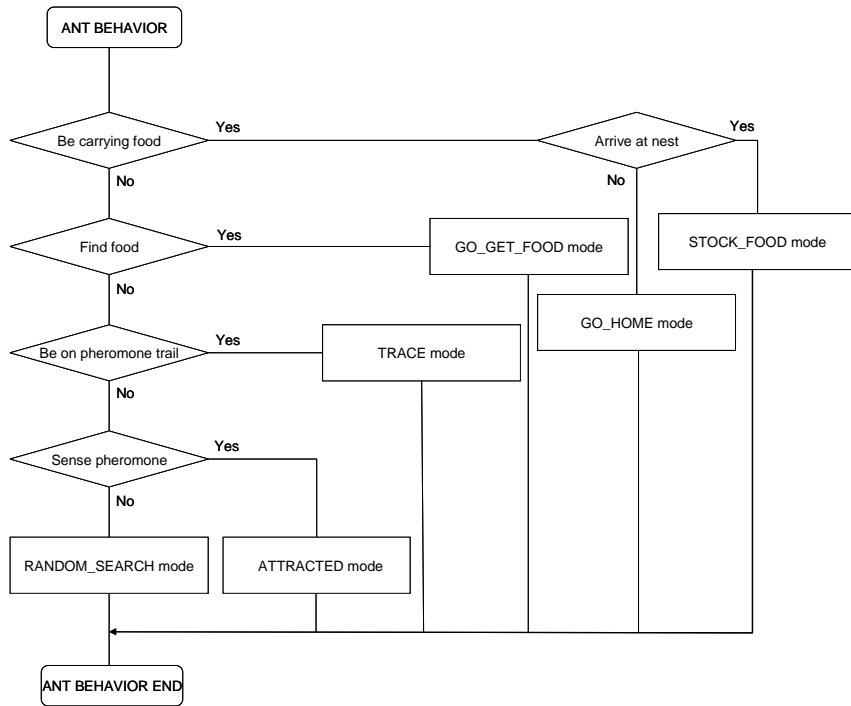 ANT BEHAVIOR
Be carrying food
Yes
Arrive at nest
Yes
No
No
Find food
Yes
GO_GET_FOOD mode
STOCK_FOOD mode
No
GO_HOME mode
Be on pheromone trail
Yes
TRACE mode
No
Sense pheromone
Yes
No
RANDOM_SEARCH mode
ATTRACTED mode
ANT BEHAVIOR END